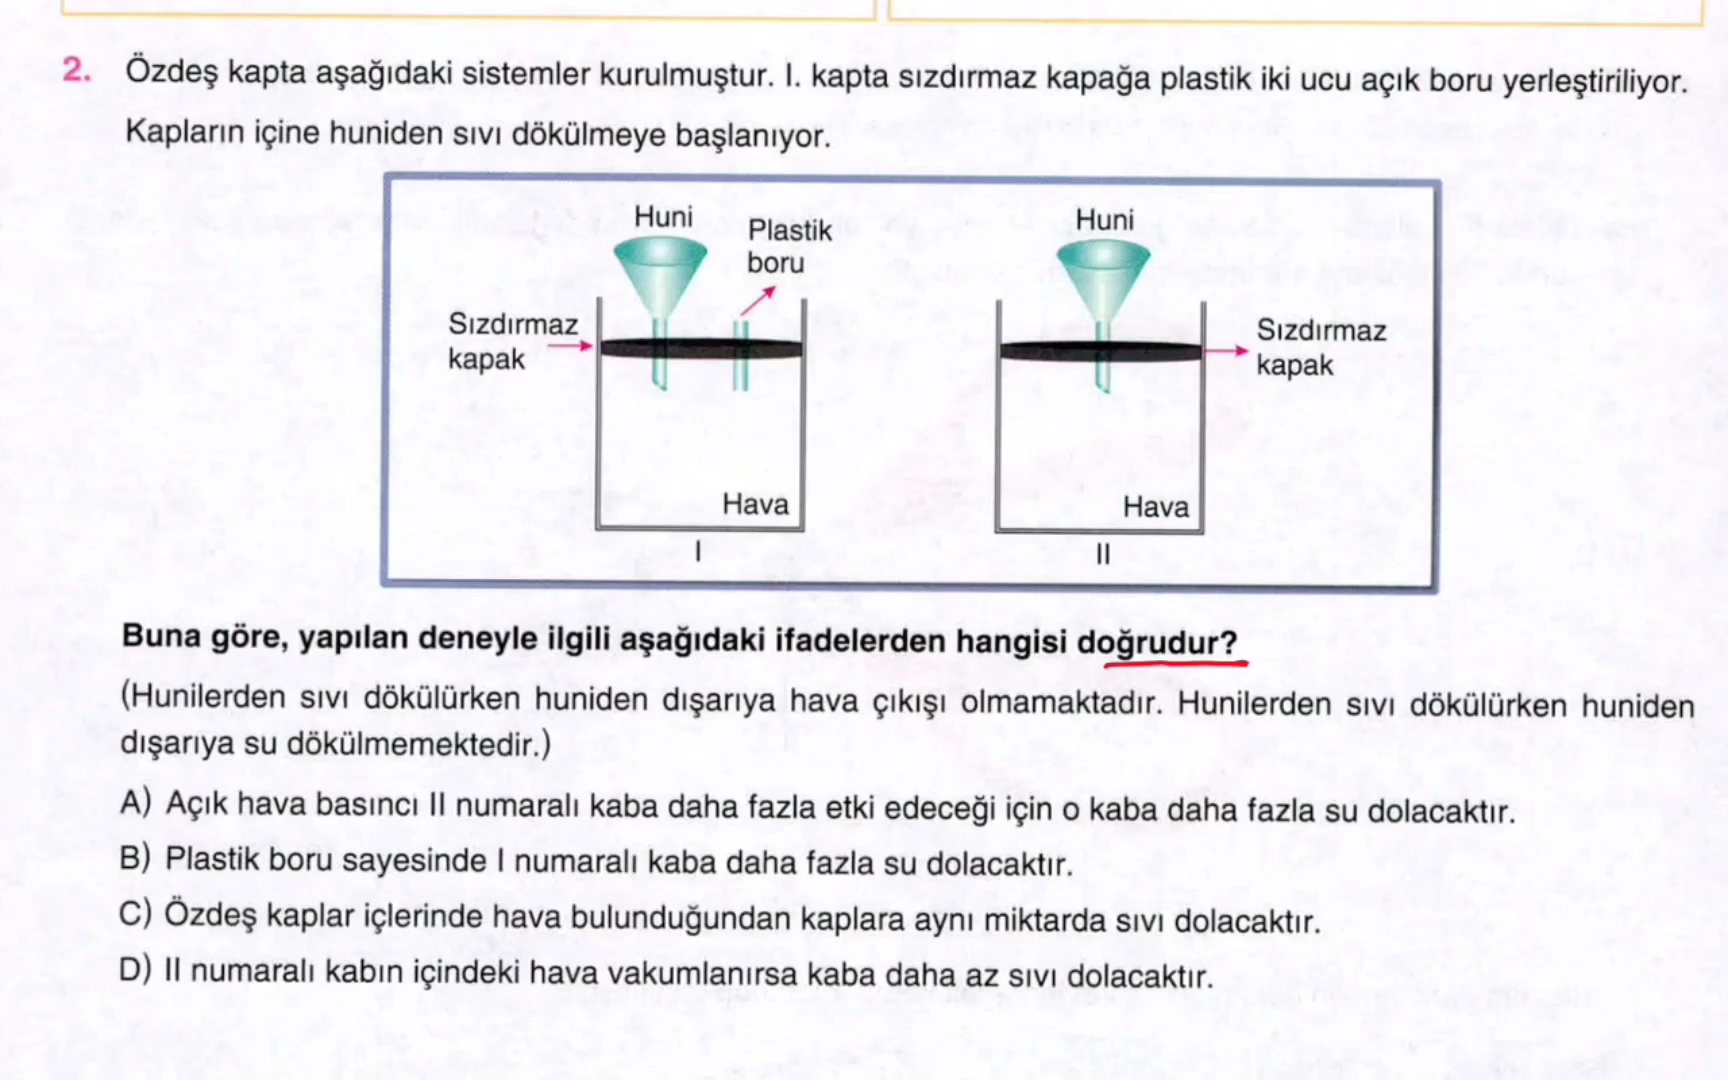 2. Özdeş kapta aşağıdaki sistemler kurulmuştur. I. kapta sızdırmaz kapağa plastik iki ucu açık boru yerleştiriliyor.
Kapların içine huniden sıvı dökülmeye başlanıyor.
Huni
Plastik
boru
Sızdırmaz
kapak
Hava
I
Huni
Sızdırmaz
kapak
Hava
II
Buna göre, yapılan deneyle ilgili aşağıdaki ifadelerden hangisi doğrudur?
(Hunilerden sıvı dökülürken huniden dışarıya hava çıkışı olmamaktadır. Hunilerden sıvı dökülürken huniden
dışarıya su dökülmemektedir.)
A) Açık hava basıncı II numaralı kaba daha fazla etki edeceği için o kaba daha fazla su dolacaktır.
B) Plastik boru sayesinde I numaralı kaba daha fazla su dolacaktır.
C) Özdeş kaplar içlerinde hava bulunduğundan kaplara aynı miktarda sıvı dolacaktır.
D) II numaralı kabın içindeki hava vakumlanırsa kaba daha az sıvı dolacaktır.